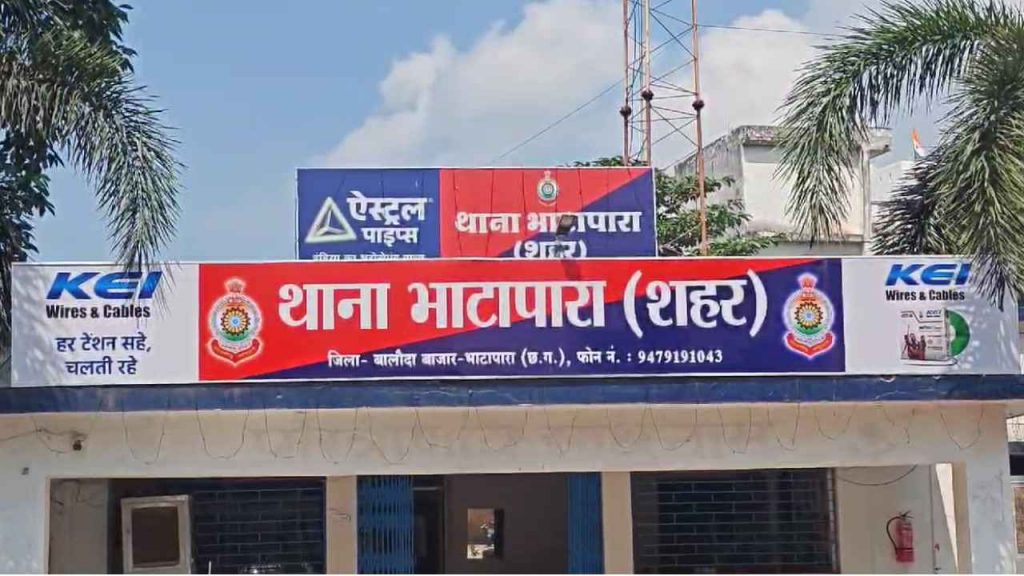 ऐस्ट्रल
पाइप्स
थाना भाटापारा
(शहर)
KEI
Wires & Cables
हर टेंशन सहे,
चलती रहे
थाना भाटापारा (शहर)
जिला- बालौदा बाजार-भाटापारा (छ.ग.), फोन नं. : 9479191043
KEI
Wires & Cables